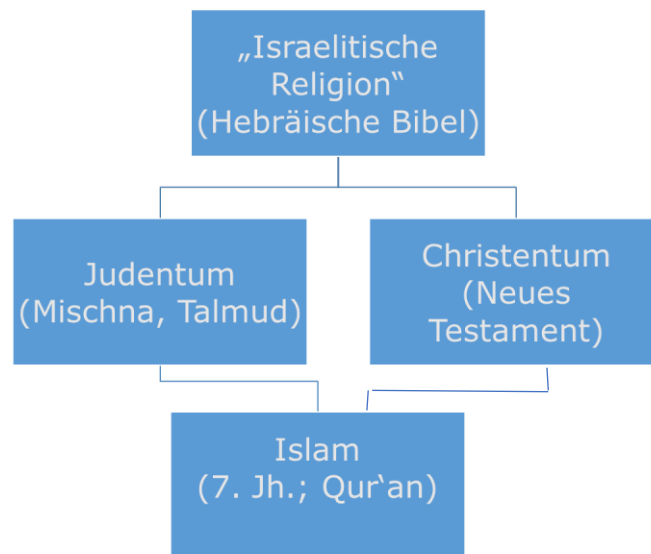 „Israelitische
Religion“
(Hebräische Bibel)
Judentum
(Mischna, Talmud)
Christentum
(Neues
Testament)
Islam
(7. Jh.; Qur‘an)